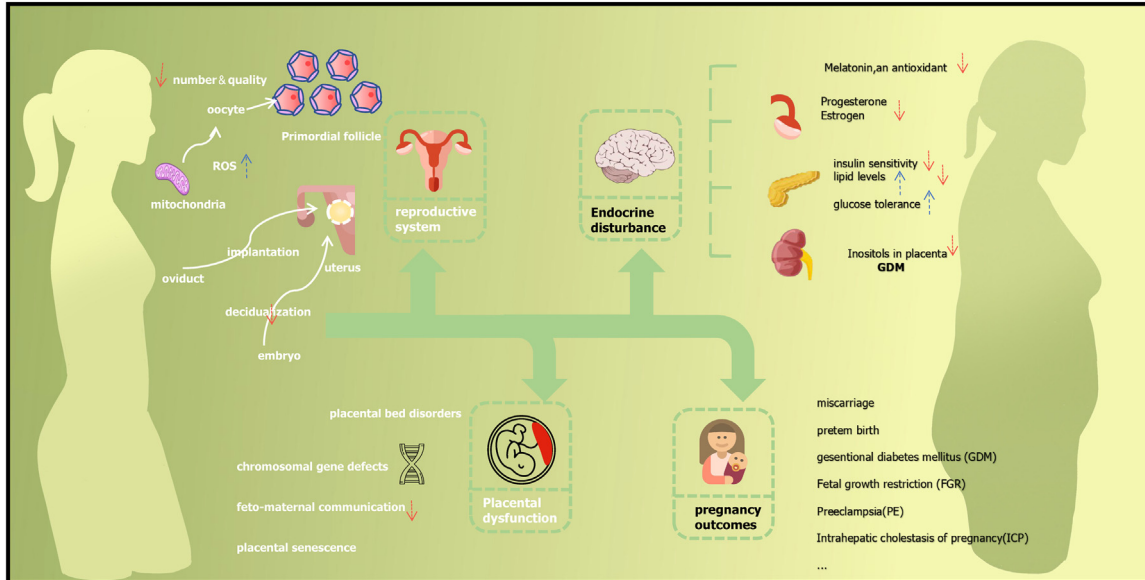 number & quality
oocyte
Primordial follicle
ROS
mitochondria
implantation
oviduct
uterus
decidualization
embryo
reproductive
system
Endocrine
disturbance
Melatonin,an antioxidant
Progesterone
Estrogen
insulin sensitivity
lipid levels
glucose tolerance
Inositols in placenta
GDM
placental bed disorders
chromosomal gene defects
feto-maternal communication
placental senescence
Placental
dysfunction
pregnancy
outcomes
miscarriage
pretem birth
gesentional diabetes mellitus (GDM)
Fetal growth restriction (FGR)
Preeclampsia(PE)
Intrahepatic cholestasis of pregnancy(ICP)
...